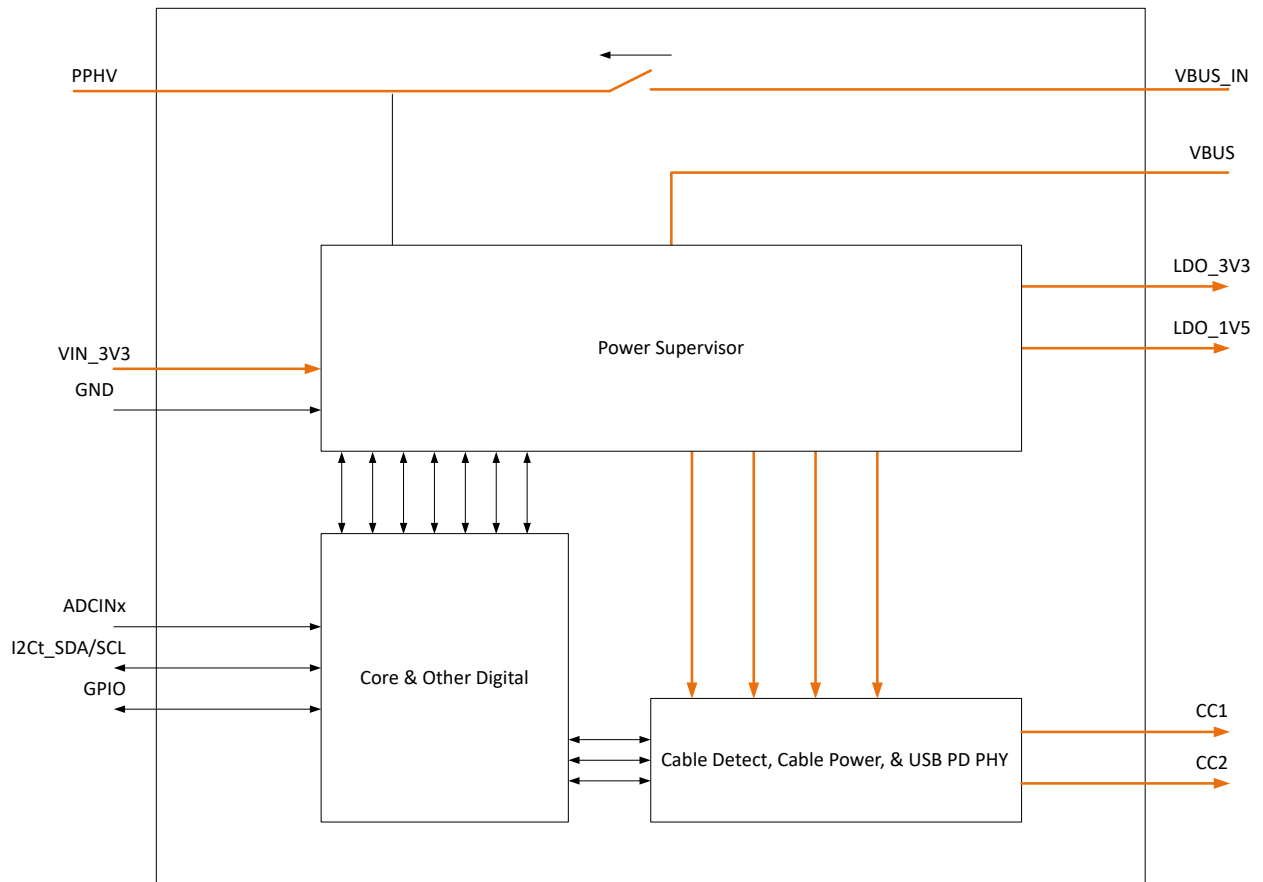 PPHV
VBUS_IN
VBUS
LDO_3V3
Power Supervisor
LDO_1V5
VIN_3V3
GND
ADCINx
I2Ct_SDA/SCL
Core & Other Digital
GPIO
CC1
Cable Detect, Cable Power, & USB PD PHY
CC2